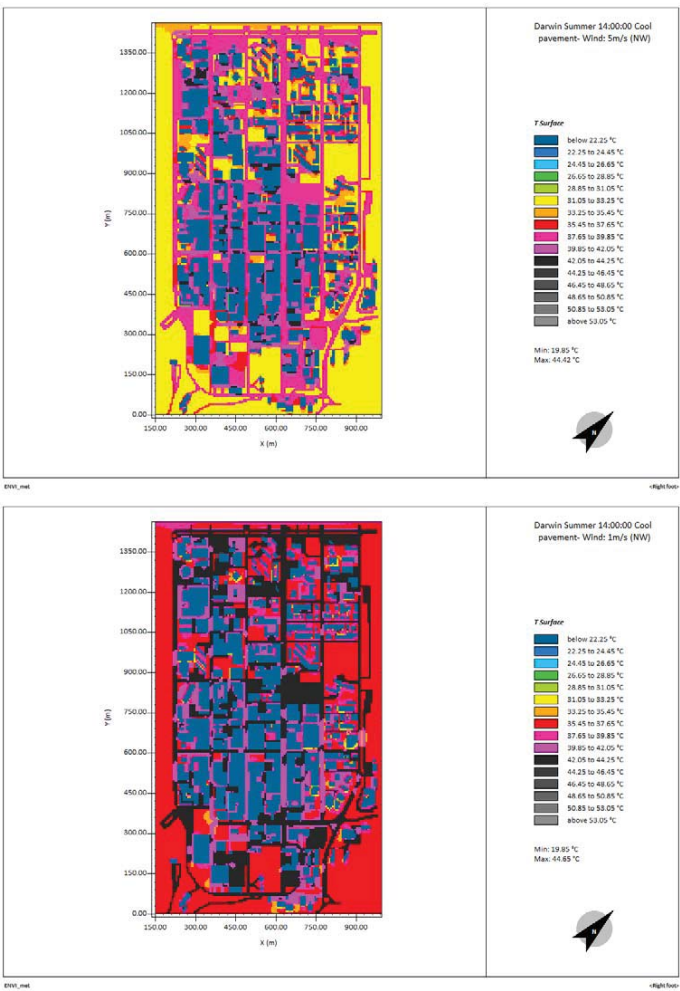 Darwin Summer 14:00:00 Cool
pavement- Wind: 5m/s (NW)
1350.00
1200.00
1050.00
900.00
750.00
600.00
450.00
300.00
150.00
0.00
Y (m)
150.00 300.00 450.00 600.00 750.00 900.00
X (m)
T Surface
below 22.25 °C
22.25 to 24.45 °C
24.45 to 26.65 °C
26.65 to 28.85 °C
28.85 to 31.05 °C
31.05 to 33.25 °C
33.25 to 35.45 °C
35.45 to 37.65 °C
37.65 to 39.85 °C
39.85 to 42.05 °C
42.05 to 44.25 °C
44.25 to 46.45 °C
46.45 to 48.65 °C
48.65 to 50.85 °C
50.85 to 53.05 °C
above 53.05 °C
Min: 19.85 °C
Max: 44.42 °C
N
ENVI_met
<Right foot>
Darwin Summer 14:00:00 Cool
pavement- Wind: 1m/s (NW)
1350.00
1200.00
1050.00
900.00
750.00
600.00
450.00
300.00
150.00
0.00
Y (m)
150.00 300.00 450.00 600.00 750.00 900.00
X (m)
T Surface
below 22.25 °C
22.25 to 24.45 °C
24.45 to 26.65 °C
26.65 to 28.85 °C
28.85 to 31.05 °C
31.05 to 33.25 °C
33.25 to 35.45 °C
35.45 to 37.65 °C
37.65 to 39.85 °C
39.85 to 42.05 °C
42.05 to 44.25 °C
44.25 to 46.45 °C
46.45 to 48.65 °C
48.65 to 50.85 °C
50.85 to 53.05 °C
above 53.05 °C
Min: 19.85 °C
Max: 44.65 °C
N
ENVI_met
<Right foot>